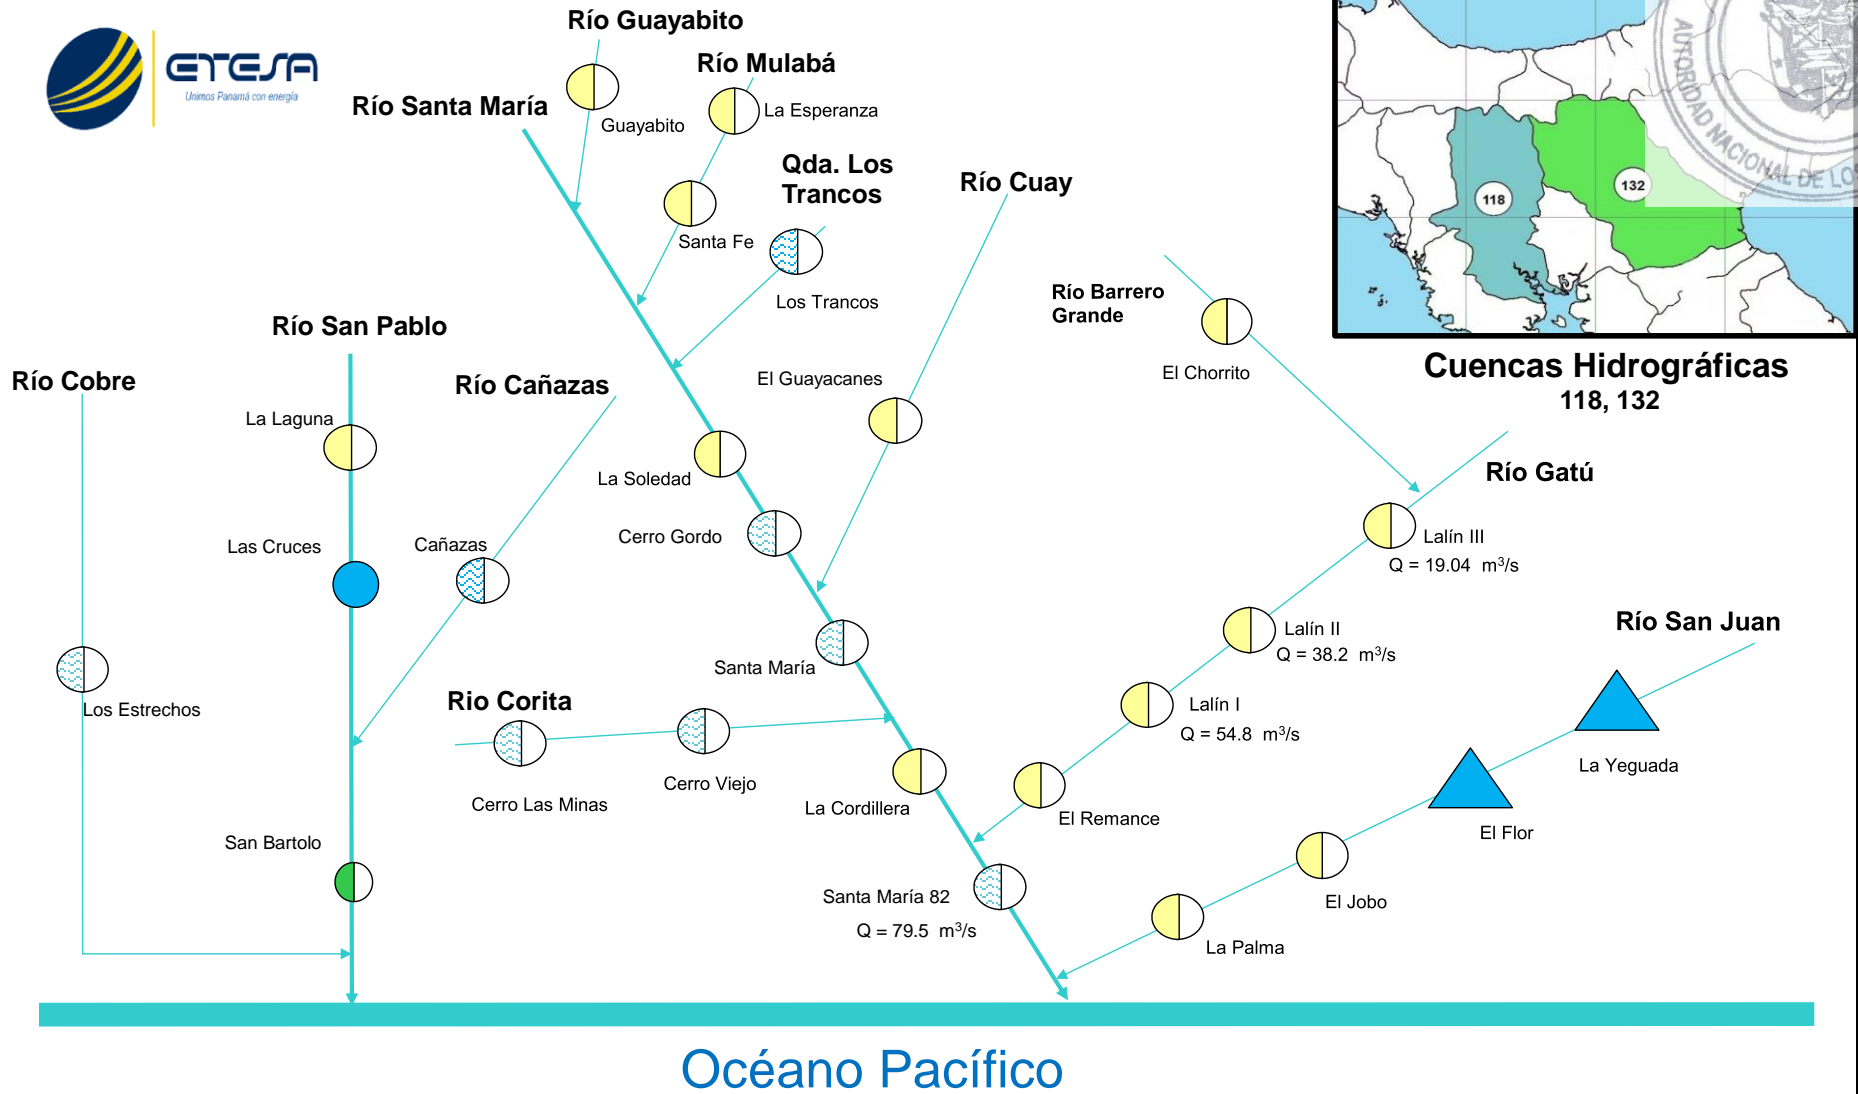 ETESA
Unimos Panamá con energía
Río Guayabito
Río Mulabá
Río Santa María
La Esperanza
Guayabito
Qda. Los
Trancos
Río Cuay
Santa Fe
Los Trancos
Río Barrero
Grande
El Chorrito
AUTORIDAD NACIONAL DE LOS
118
132
Cuencas Hidrográficas
118, 132
Río San Pablo
Río Cobre
Río Cañazas
El Guayacanes
La Laguna
La Soledad
Río Gatú
Las Cruces
Cañazas
Cerro Gordo
Lalín III
Q = 19.04 m³/s
Lalín II
Q = 38.2 m³/s
Río San Juan
Santa María
Los Estrechos
Rio Corita
Lalín I
Q = 54.8 m³/s
La Yeguada
Cerro Las Minas
Cerro Viejo
La Cordillera
El Remance
El Flor
San Bartolo
Santa María 82
Q = 79.5 m³/s
El Jobo
La Palma
Océano Pacífico